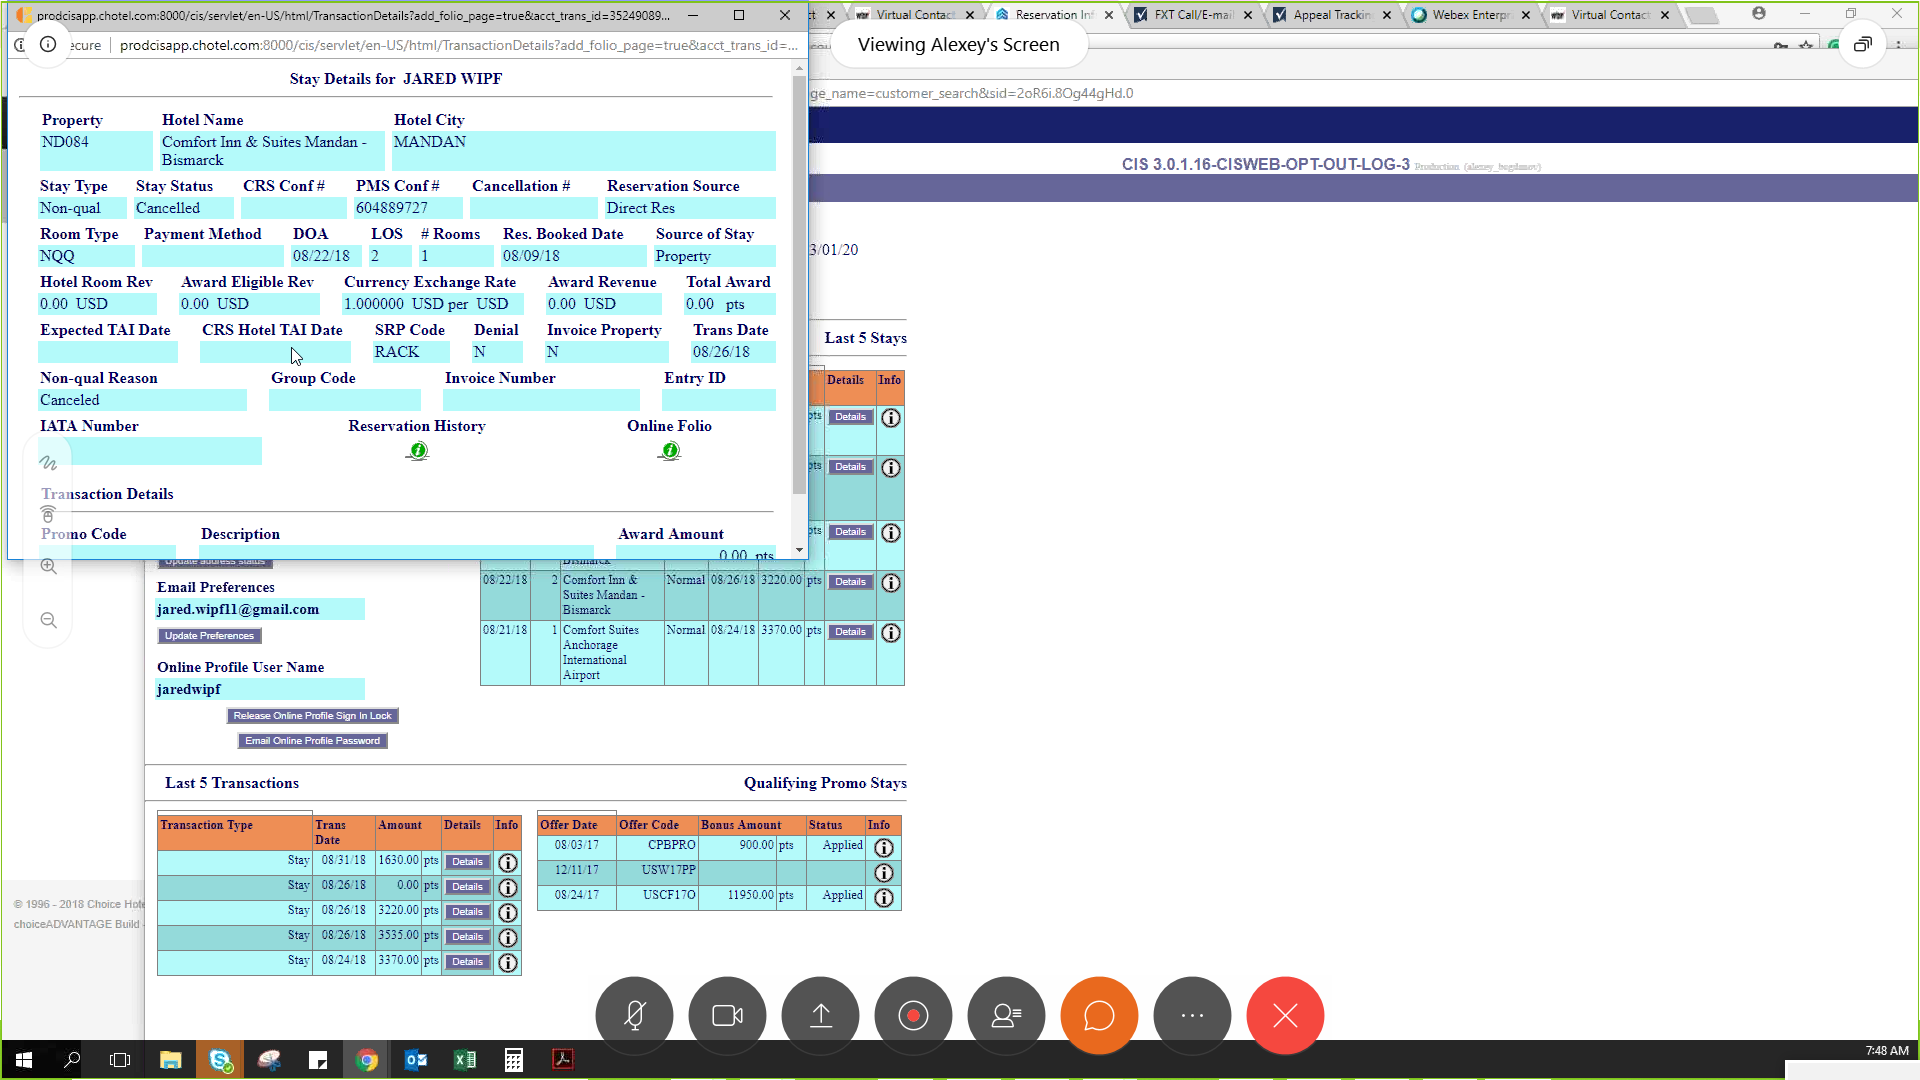 prodcisapp.chotel.com:8000/cis/servlet/en-US/html/TransactionDetails?add_folio_page=true&acct_trans_id=35249089...
Virtual Contact
Reservation Inf
FXT Call/E-mail
Appeal Trackin
Webex Enterpr
Virtual Contact
ecure | prodcisapp.chotel.com:8000/cis/servlet/en-US/html/TransactionDetails?add_folio_page=true&acct_trans_id=...
Viewing Alexey's Screen
ge_name=customer_search&sid=2oR6i.8Og44gHd.0
Stay Details for JARED WIPF
CIS 3.0.1.16-CISWEB-OPT-OUT-LOG-3 Production (alexey_bogdanov)
Property Hotel Name Hotel City
ND084 Comfort Inn & Suites Mandan - Bismarck MANDAN
Stay Type Stay Status CRS Conf # PMS Conf # Cancellation # Reservation Source
Non-qual Cancelled 604889727 Direct Res
Room Type Payment Method DOA LOS # Rooms Res. Booked Date Source of Stay
NQQ 08/22/18 2 1 08/09/18 Property
3/01/20
Hotel Room Rev Award Eligible Rev Currency Exchange Rate Award Revenue Total Award
0.00 USD 0.00 USD 1.000000 USD per USD 0.00 USD 0.00 pts
Expected TAI Date CRS Hotel TAI Date SRP Code Denial Invoice Property Trans Date
RACK N N 08/26/18
Non-qual Reason Group Code Invoice Number Entry ID
Canceled
IATA Number Reservation History Online Folio
Transaction Details
Promo Code Description Award Amount
0.00 pts
Last 5 Stays
Details Info
pts Details
pts Details
pts Details
Bismarck
08/22/18 2 Comfort Inn & Suites Mandan - Bismarck Normal 08/26/18 3220.00 pts Details
08/21/18 1 Comfort Suites Anchorage International Airport Normal 08/24/18 3370.00 pts Details
Update address status
Email Preferences
jared.wipf11@gmail.com
Update Preferences
Online Profile User Name
jaredwipf
Release Online Profile Sign In Lock
Email Online Profile Password
Last 5 Transactions
Transaction Type Trans Date Amount Details Info
Stay 08/31/18 1630.00 pts Details
Stay 08/26/18 0.00 pts Details
Stay 08/26/18 3220.00 pts Details
Stay 08/26/18 3535.00 pts Details
Stay 08/24/18 3370.00 pts Details
Qualifying Promo Stays
Offer Date Offer Code Bonus Amount Status Info
08/03/17 CPBPRO 900.00 pts Applied
12/11/17 USW17PP
08/24/17 USCF17O 11950.00 pts Applied
© 1996 - 2018 Choice Hote
choiceADVANTAGE Build -
7:48 AM